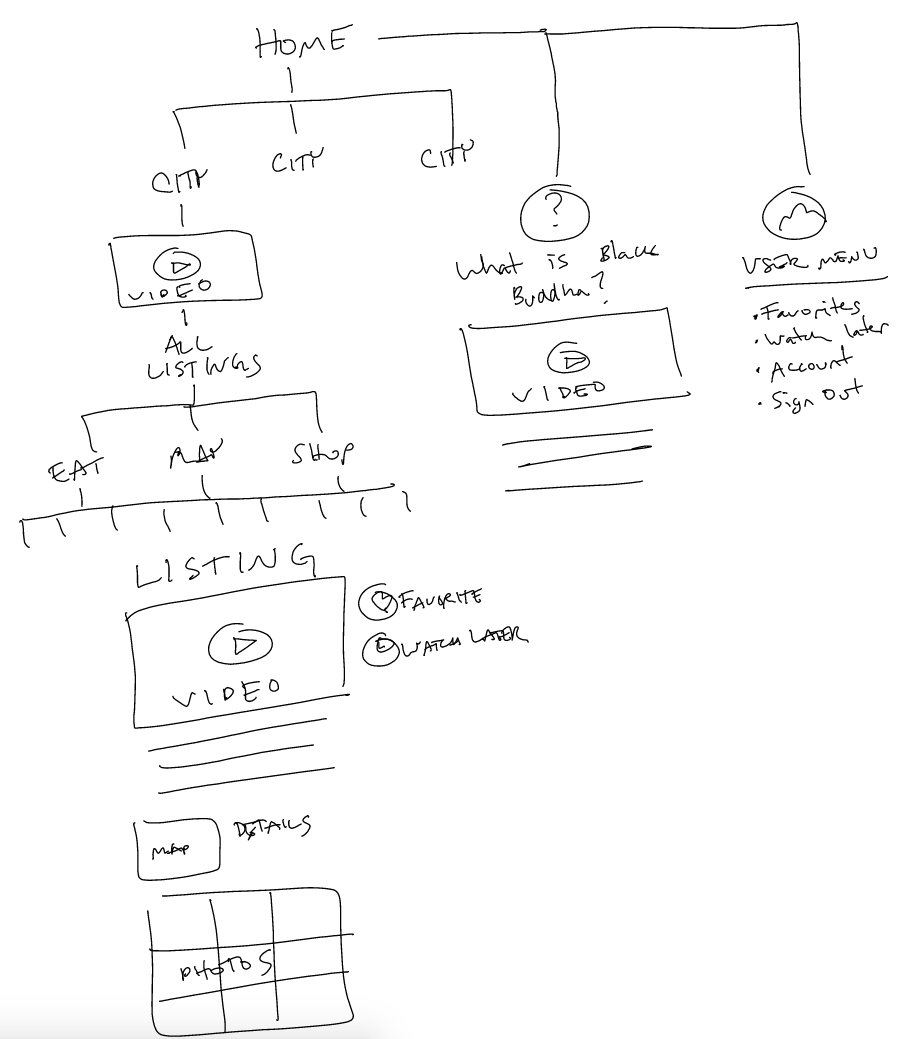 HOME
CITY
CITY
CITY
?
VIDEO
What is Black
Buddha?
USER MENU
ALL
LISTINGS
• Favorites
• Watch later
• Account
• Sign Out
VIDEO
EAT
PLAY
SHOP
LISTING
FAVORITE
WATCH LATER
VIDEO
DETAILS
Map
PHOTOS